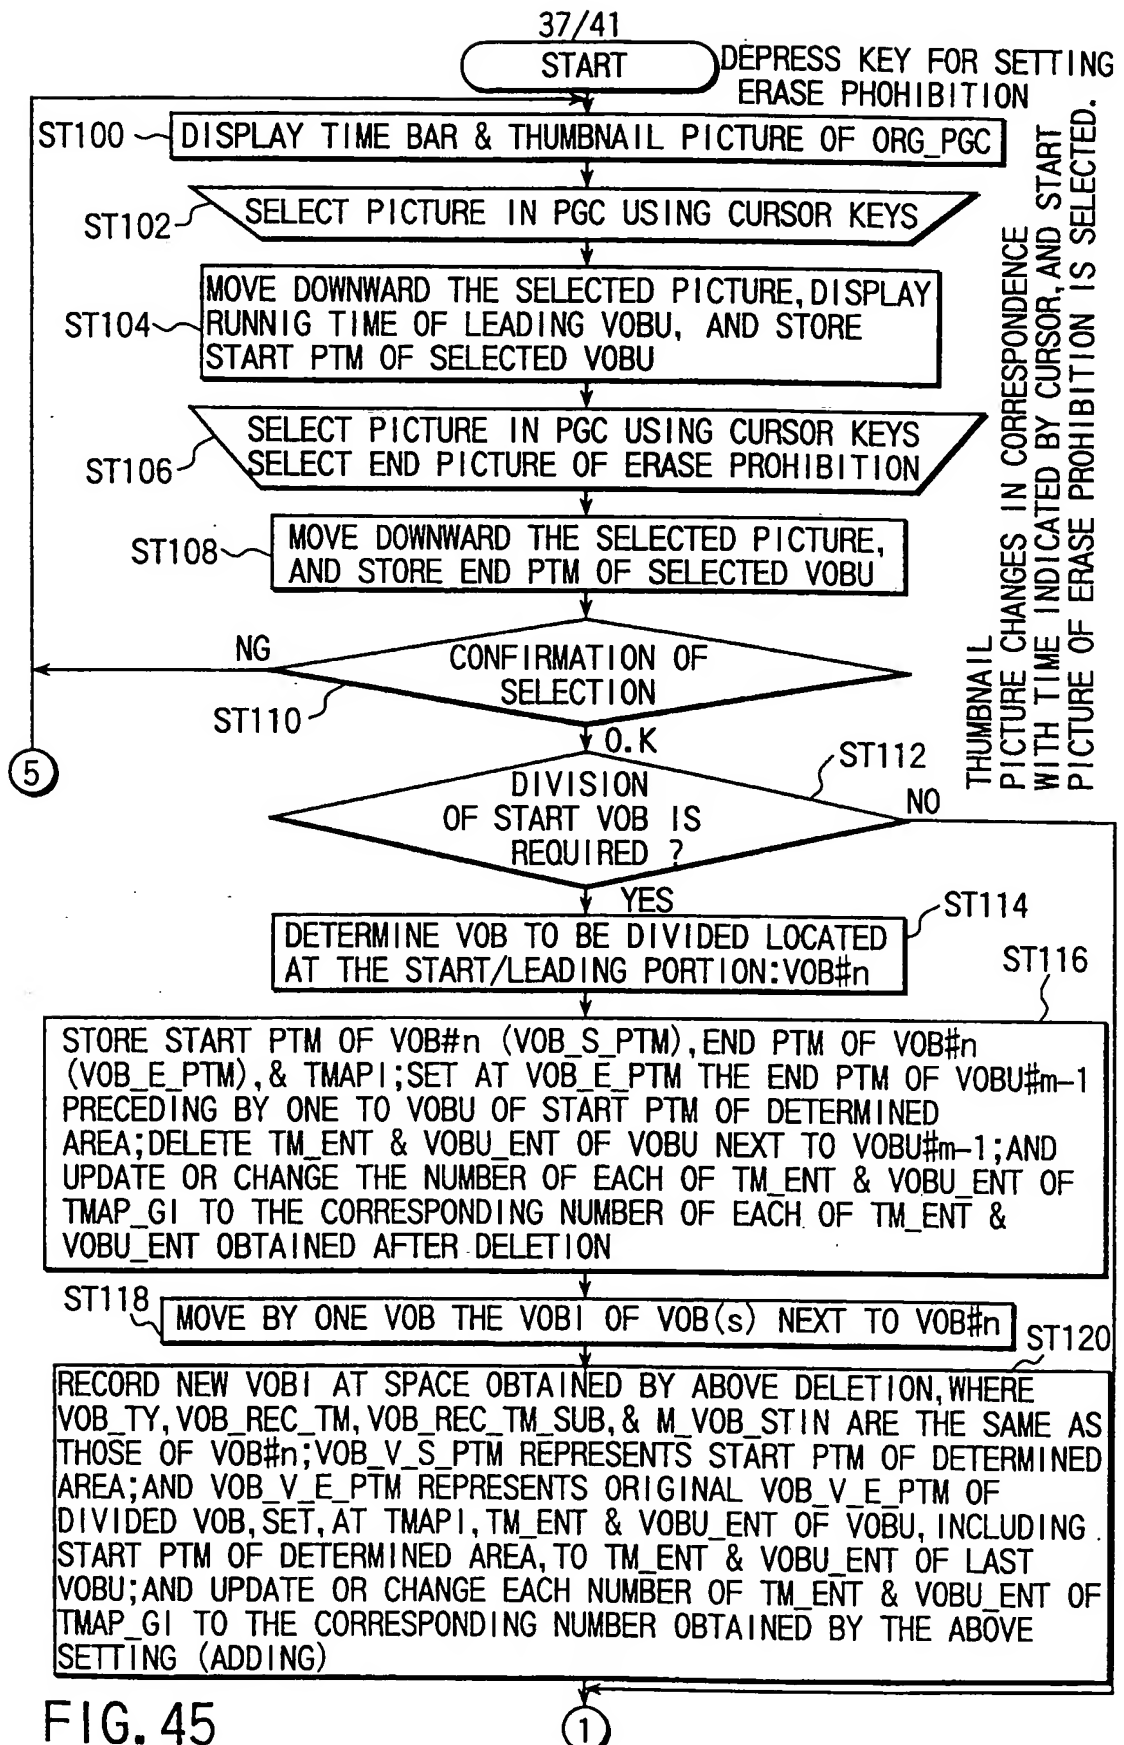 37/41
START
DEPRESS KEY FOR SETTING
ERASE PHOHIBITION
ST100
DISPLAY TIME BAR & THUMBNAIL PICTURE OF ORG_PGC
ST102
SELECT PICTURE IN PGC USING CURSOR KEYS
ST104
MOVE DOWNWARD THE SELECTED PICTURE, DISPLAY
RUNNIG TIME OF LEADING VOBU, AND STORE
START PTM OF SELECTED VOBU
ST106
SELECT PICTURE IN PGC USING CURSOR KEYS
SELECT END PICTURE OF ERASE PROHIBITION
THUMBNAIL
PICTURE CHANGES IN CORRESPONDENCE
WITH TIME INDICATED BY CURSOR, AND START
PICTURE OF ERASE PROHIBITION IS SELECTED.
ST108
MOVE DOWNWARD THE SELECTED PICTURE,
AND STORE END PTM OF SELECTED VOBU
NG
CONFIRMATION OF
SELECTION
ST110
O.K
5
ST112
DIVISION
OF START VOB IS
REQUIRED ?
NO
YES
ST114
DETERMINE VOB TO BE DIVIDED LOCATED
AT THE START/LEADING PORTION:VOB#n
ST116
STORE START PTM OF VOB#n (VOB_S_PTM), END PTM OF VOB#n
(VOB_E_PTM), & TMAPI;SET AT VOB_E_PTM THE END PTM OF VOBU#m-1
PRECEDING BY ONE TO VOBU OF START PTM OF DETERMINED
AREA;DELETE TM_ENT & VOBU_ENT OF VOBU NEXT TO VOBU#m-1;AND
UPDATE OR CHANGE THE NUMBER OF EACH OF TM_ENT & VOBU_ENT OF
TMAP_GI TO THE CORRESPONDING NUMBER OF EACH OF TM_ENT &
VOBU_ENT OBTAINED AFTER DELETION
ST118
MOVE BY ONE VOB THE VOBI OF VOB(s) NEXT TO VOB#n
ST120
RECORD NEW VOBI AT SPACE OBTAINED BY ABOVE DELETION, WHERE
VOB_TY, VOB_REC_TM, VOB_REC_TM_SUB, & M_VOB_STIN ARE THE SAME AS
THOSE OF VOB#n;VOB_V_S_PTM REPRESENTS START PTM OF DETERMINED
AREA;AND VOB_V_E_PTM REPRESENTS ORIGINAL VOB_V_E_PTM OF
DIVIDED VOB, SET, AT TMAPI, TM_ENT & VOBU_ENT OF VOBU, INCLUDING
START PTM OF DETERMINED AREA, TO TM_ENT & VOBU_ENT OF LAST
VOBU;AND UPDATE OR CHANGE EACH NUMBER OF TM_ENT & VOBU_ENT OF
TMAP_GI TO THE CORRESPONDING NUMBER OBTAINED BY THE ABOVE
SETTING (ADDING)
FIG. 45
1